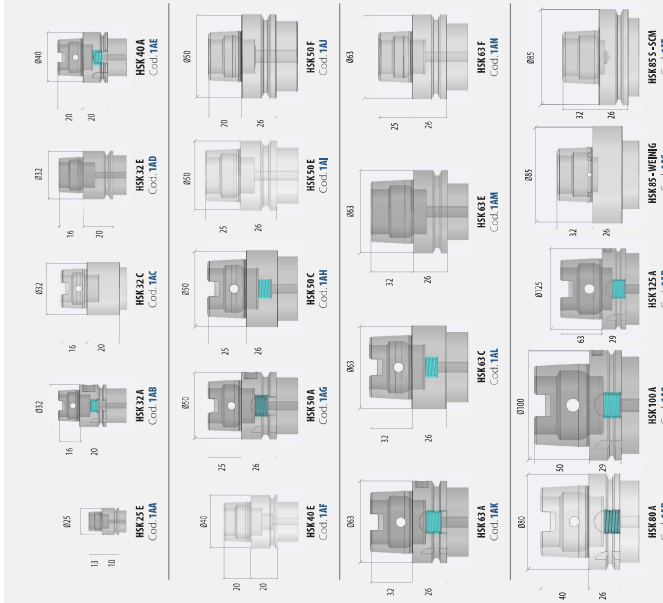 Ø25
13
10
HSK 25 E
Cod. 1AA
Ø32
16
20
HSK 32 A
Cod. 1AB
Ø32
16
20
HSK 32 C
Cod. 1AC
Ø32
16
20
HSK 32 E
Cod. 1AD
Ø40
20
20
HSK 40 A
Cod. 1AE
Ø40
20
20
HSK 40 E
Cod. 1AF
Ø50
25
26
HSK 50 A
Cod. 1AG
Ø50
25
26
HSK 50 C
Cod. 1AH
Ø50
25
26
HSK 50 E
Cod. 1AI
Ø50
20
26
HSK 50 F
Cod. 1AJ
Ø63
32
26
HSK 63 A
Cod. 1AK
Ø63
32
26
HSK 63 C
Cod. 1AL
Ø63
32
26
HSK 63 E
Cod. 1AM
Ø63
25
26
HSK 63 F
Cod. 1AN
Ø80
40
26
HSK 80 A
Ø100
50
29
HSK 100 A
Ø125
63
29
HSK 125 A
Ø85
32
26
HSK 85 - WEINIG
Ø85
32
26
HSK 85 S - SCM